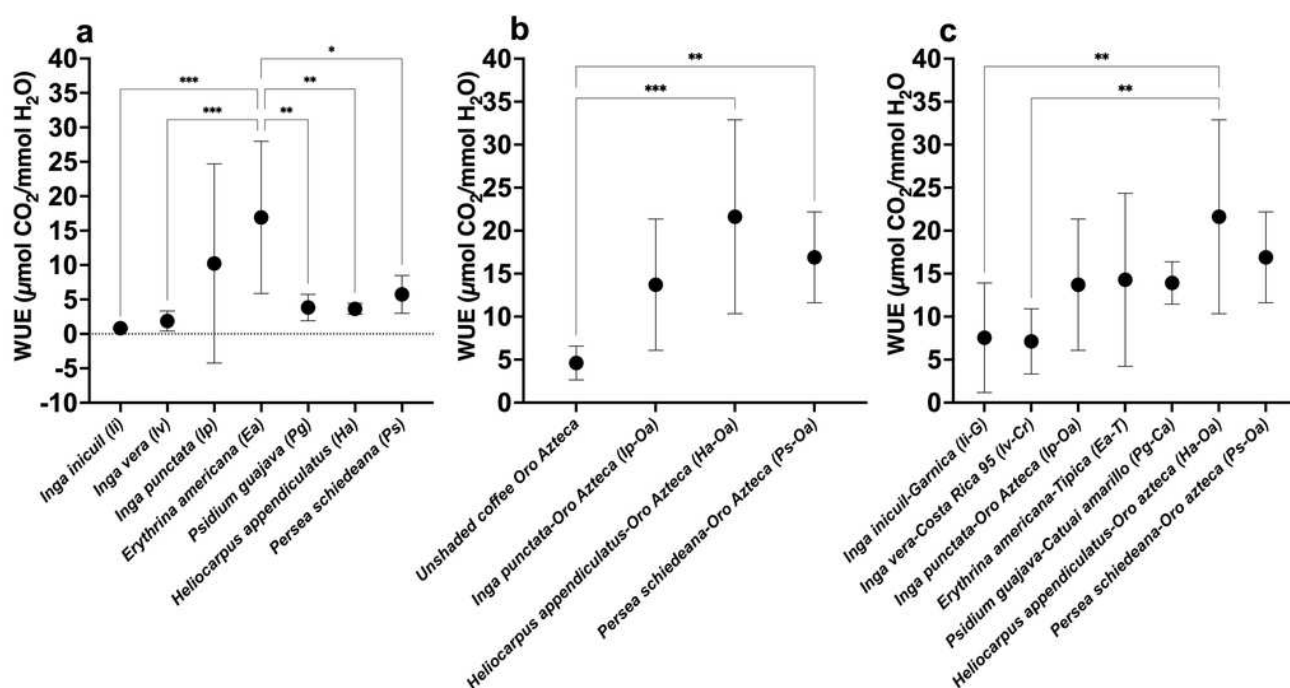 a
WUE (µmol CO₂/mmol H₂O
40
35
30
25
20
15
10
5
0
-5
-10
***
***
**
**
*
Inga inicuil (Ii)
Inga vera (Iv)
Inga punctata (Ip)
Erythrina americana (Ea)
Psidium guajava (Pg)
Heliocarpus appendiculatus (Ha)
Persea schiedeana (Ps)
b
WUE (µmol CO₂/mmol H₂O
40
35
30
25
20
15
10
5
0
**
***
Unshaded coffee Oro Azteca
Inga punctata-Oro Azteca (Ip-Oa)
Heliocarpus appendiculatus-Oro Azteca (Ha-Oa)
Persea schiedeana-Oro Azteca (Ps-Oa)
c
WUE (µmol CO₂/mmol H₂O
40
35
30
25
20
15
10
5
0
**
**
Inga inicuil-Garnica (Ii-G)
Inga vera-Costa Rica 95 (Iv-Cr)
Inga punctata-Oro Azteca (Ip-Oa)
Erythrina americana-Tipica (Ea-T)
Psidium guajava-Catuai amarillo (Pg-Ca)
Heliocarpus appendiculatus-Oro azteca (Ha-Oa)
Persea schiedeana-Oro azteca (Ps-Oa)